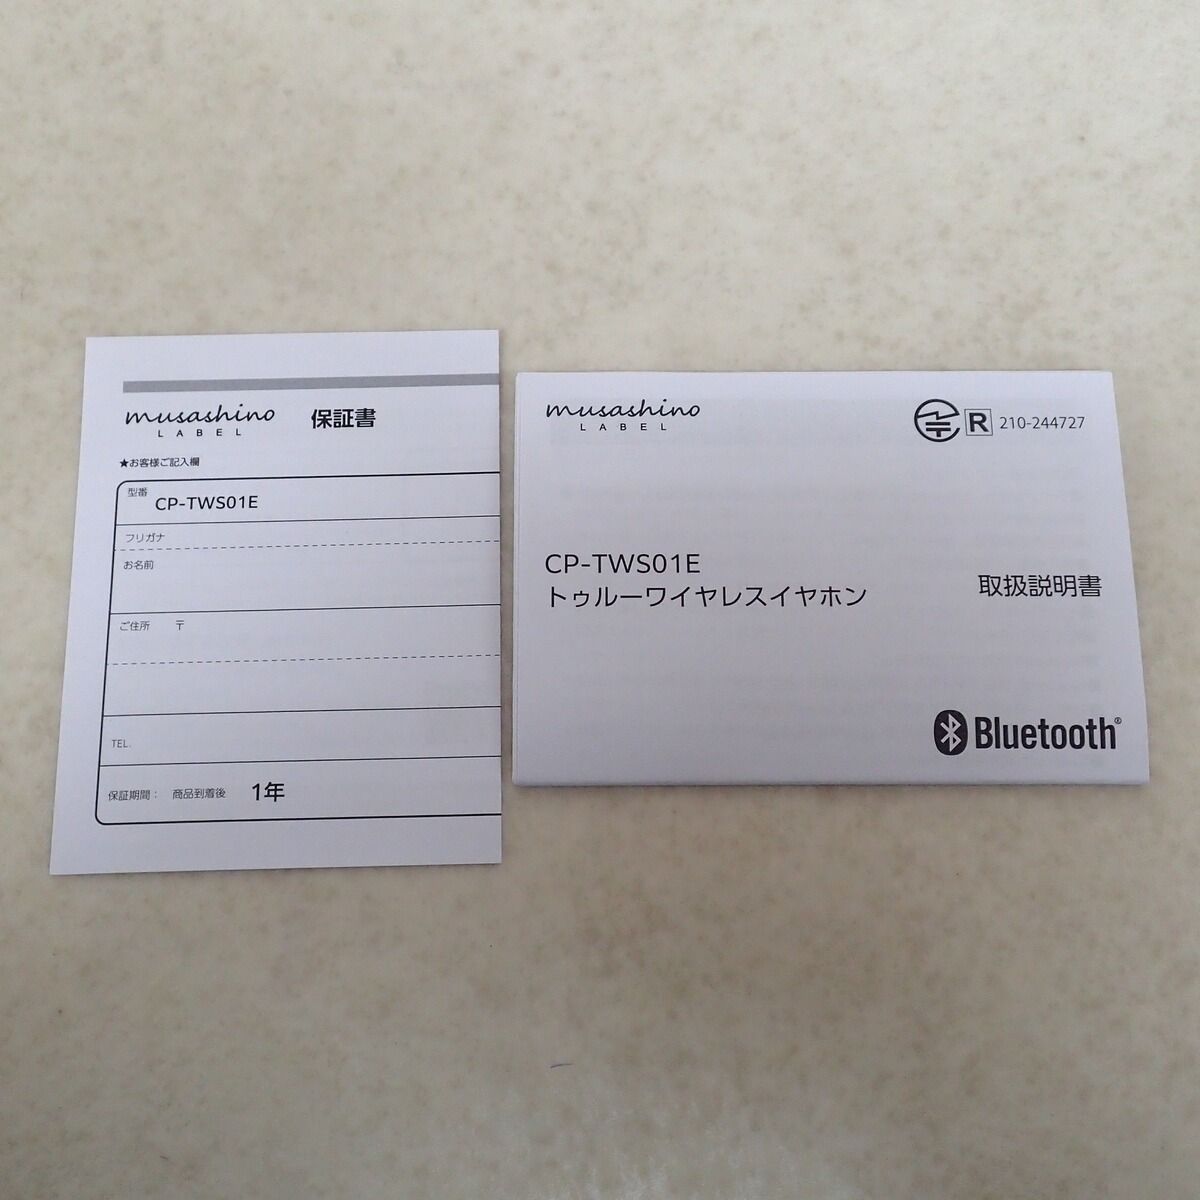 musashino
LABEL
保証書
★お客様ご記入欄
型番
CP-TWS01E
フリガナ
お名前
ご住所 〒
TEL.
保証期間： 商品到着後 1年
musashino
LABEL
R 210-244727
CP-TWS01E
トゥルーワイヤレスイヤホン
取扱説明書
Bluetooth®